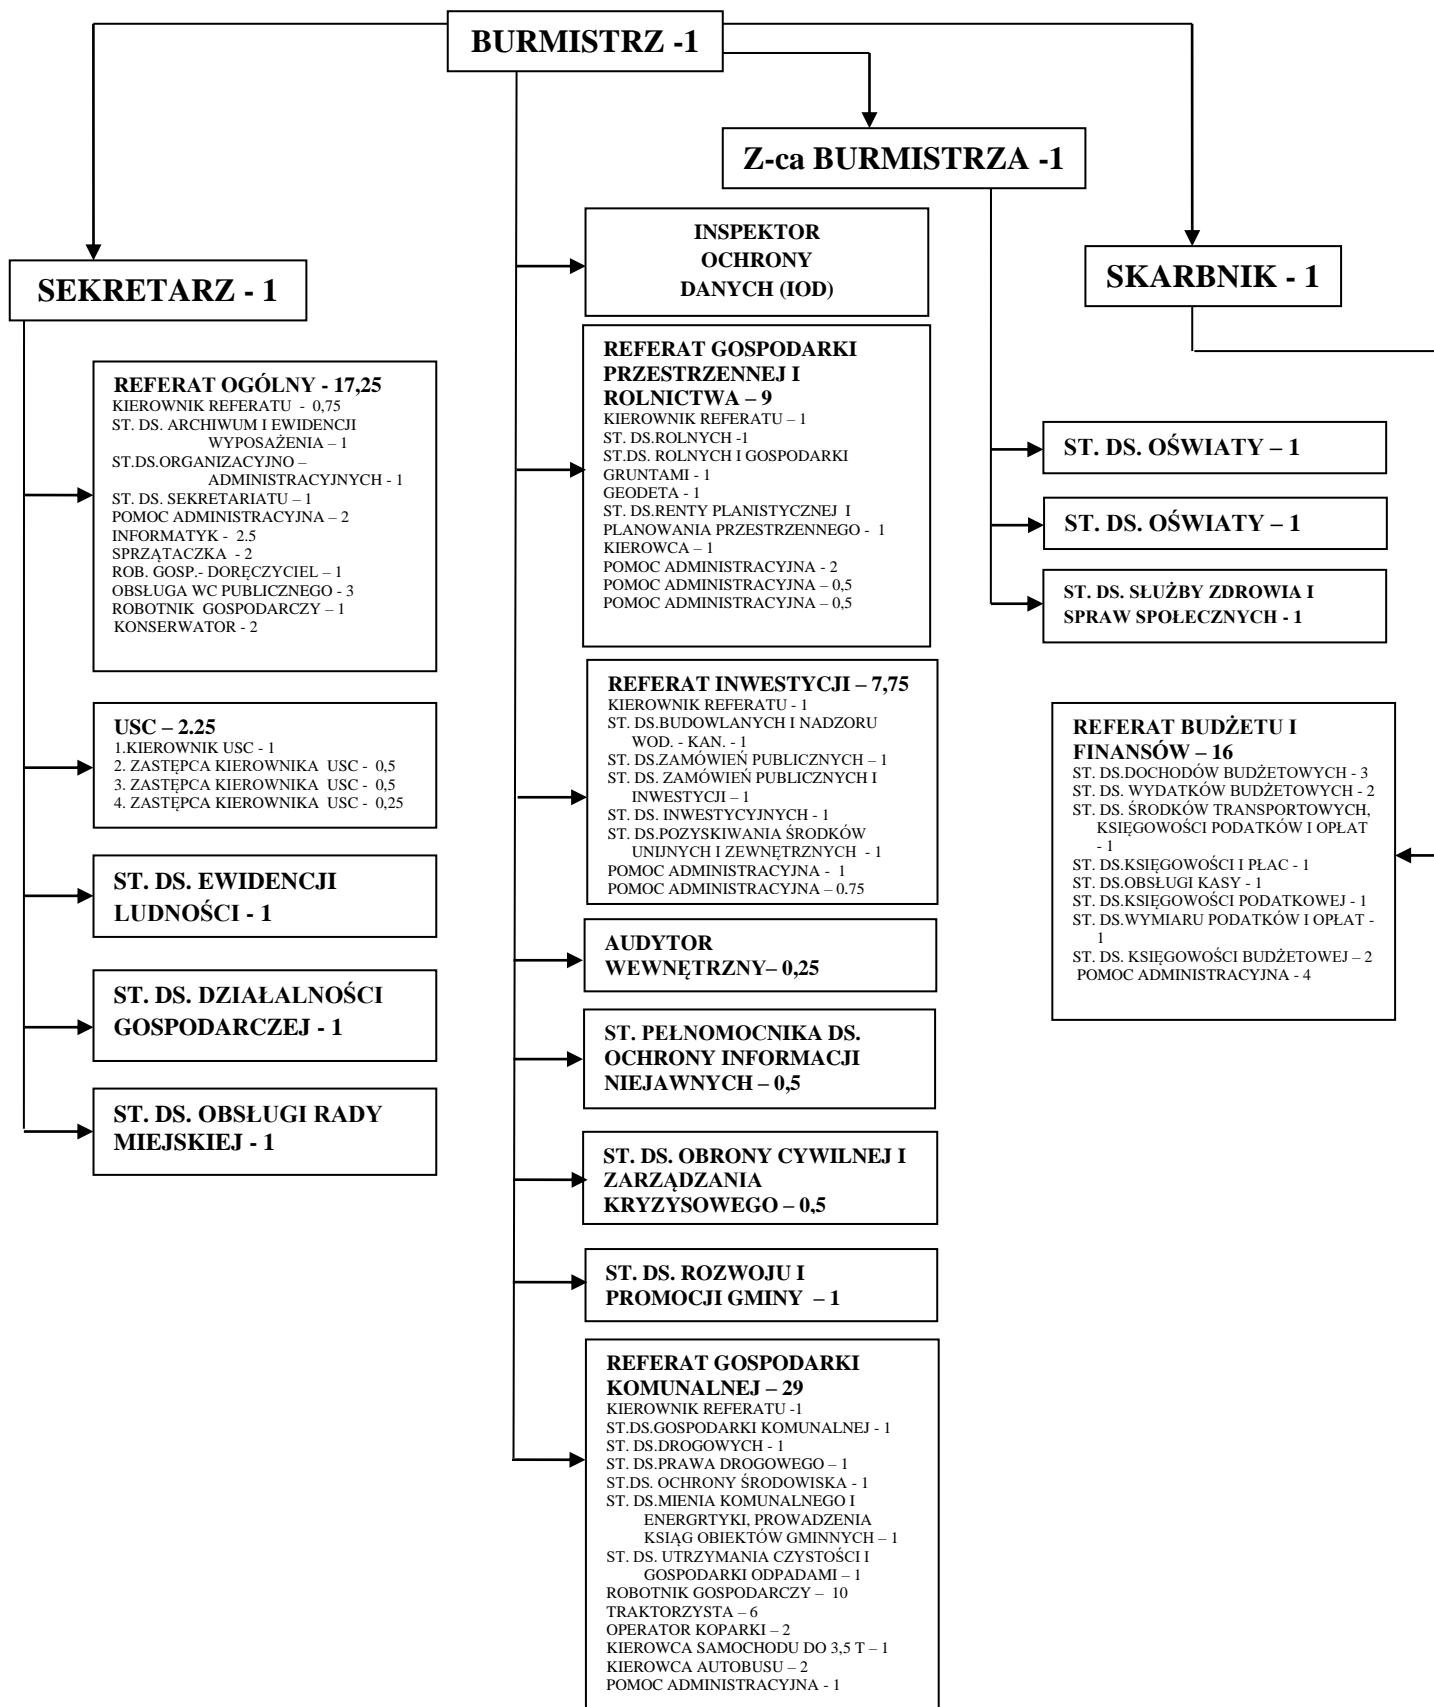 BURMISTRZ -1
Z-ca BURMISTRZA -1
SEKRETARZ - 1
INSPEKTOR
OCHRONY
DANYCH (IOD)
SKARBNIK - 1
REFERAT OGÓLNY - 17,25
KIEROWNIK REFERATU - 0,75
ST. DS. ARCHIWUM I EWIDENCJI
WYPOSAŻENIA – 1
ST.DS.ORGANIZACYJNO –
ADMINISTRACYJNYCH - 1
ST. DS. SEKRETARIATU – 1
POMOC ADMINISTRACYJNA – 2
INFORMATYK - 2.5
SPRZĄTACZKA - 2
ROB. GOSP.- DORĘCZYCIEL – 1
OBSŁUGA WC PUBLICZNEGO - 3
ROBOTNIK GOSPODARCZY – 1
KONSERWATOR - 2
USC – 2.25
1.KIEROWNIK USC - 1
2. ZASTĘPCA KIEROWNIKA USC - 0,5
3. ZASTĘPCA KIEROWNIKA USC - 0,5
4. ZASTĘPCA KIEROWNIKA USC - 0,25
ST. DS. EWIDENCJI
LUDNOŚCI - 1
ST. DS. DZIAŁALNOŚCI
GOSPODARCZEJ - 1
ST. DS. OBSŁUGI RADY
MIEJSKIEJ - 1
REFERAT GOSPODARKI
PRZESTRZENNEJ I
ROLNICTWA – 9
KIEROWNIK REFERATU – 1
ST. DS.ROLNYCH -1
ST.DS. ROLNYCH I GOSPODARKI
GRUNTAMI - 1
GEODETA - 1
ST. DS.RENTY PLANISTYCZNEJ I
PLANOWANIA PRZESTRZENNEGO - 1
KIEROWCA – 1
POMOC ADMINISTRACYJNA - 2
POMOC ADMINISTRACYJNA – 0,5
POMOC ADMINISTRACYJNA – 0,5
REFERAT INWESTYCJI – 7,75
KIEROWNIK REFERATU - 1
ST. DS.BUDOWLANYCH I NADZORU
WOD. - KAN. - 1
ST. DS.ZAMÓWIEŃ PUBLICZNYCH – 1
ST. DS. ZAMÓWIEŃ PUBLICZNYCH I
INWESTYCJI – 1
ST. DS. INWESTYCYJNYCH - 1
ST. DS.POZYSKIWANIA ŚRODKÓW
UNIJNYCH I ZEWNĘTRZNYCH - 1
POMOC ADMINISTRACYJNA - 1
POMOC ADMINISTRACYJNA – 0.75
AUDYTOR
WEWNĘTRZNY– 0,25
ST. PEŁNOMOCNIKA DS.
OCHRONY INFORMACJI
NIEJAWNYCH – 0,5
ST. DS. OBRONY CYWILNEJ I
ZARZĄDZANIA
KRYZYSOWEGO – 0,5
ST. DS. ROZWOJU I
PROMOCJI GMINY – 1
REFERAT GOSPODARKI
KOMUNALNEJ – 29
KIEROWNIK REFERATU -1
ST.DS.GOSPODARKI KOMUNALNEJ - 1
ST. DS.DROGOWYCH - 1
ST. DS.PRAWA DROGOWEGO – 1
ST.DS. OCHRONY ŚRODOWISKA - 1
ST. DS.MIENIA KOMUNALNEGO I
ENERGRTYKI, PROWADZENIA
KSIĄG OBIEKTÓW GMINNYCH – 1
ST. DS. UTRZYMANIA CZYSTOŚCI I
GOSPODARKI ODPADAMI – 1
ROBOTNIK GOSPODARCZY – 10
TRAKTORZYSTA – 6
OPERATOR KOPARKI – 2
KIEROWCA SAMOCHODU DO 3,5 T – 1
KIEROWCA AUTOBUSU – 2
POMOC ADMINISTRACYJNA - 1
ST. DS. OŚWIATY – 1
ST. DS. OŚWIATY – 1
ST. DS. SŁUŻBY ZDROWIA I
SPRAW SPOŁECZNYCH - 1
REFERAT BUDŻETU I
FINANSÓW – 16
ST. DS.DOCHODÓW BUDŻETOWYCH - 3
ST. DS. WYDATKÓW BUDŻETOWYCH - 2
ST. DS. ŚRODKÓW TRANSPORTOWYCH,
KSIĘGOWOŚCI PODATKÓW I OPŁAT
- 1
ST. DS.KSIĘGOWOŚCI I PŁAC - 1
ST. DS.OBSŁUGI KASY - 1
ST. DS.KSIĘGOWOŚCI PODATKOWEJ - 1
ST. DS.WYMIARU PODATKÓW I OPŁAT -
1
ST. DS. KSIĘGOWOŚCI BUDŻETOWEJ – 2
POMOC ADMINISTRACYJNA - 4